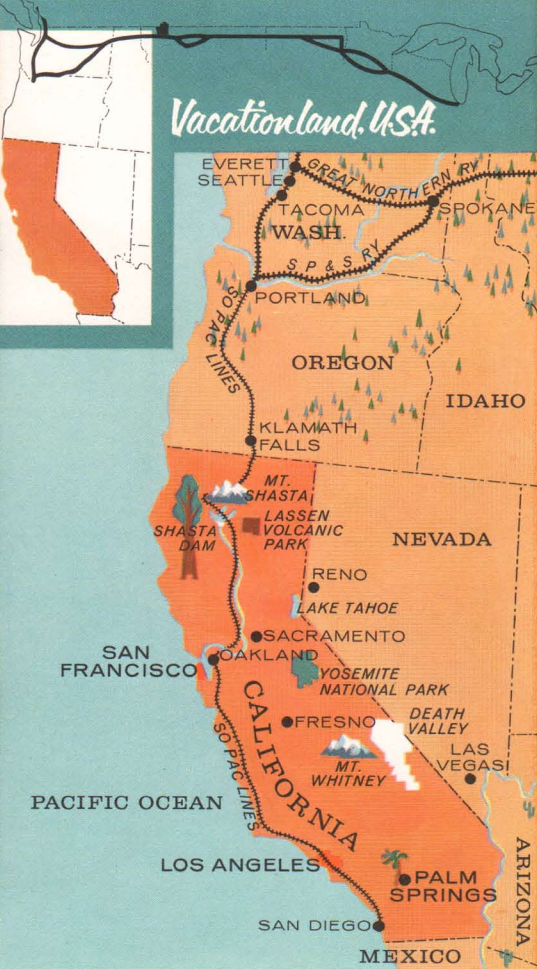 Vacationland, U.S.A.
EVERETT
GREAT NORTHERN RY
SEATTLE
TACOMA
SPOKANE
WASH.
S P & S RY
PORTLAND
SO PAC LINES
OREGON
IDAHO
KLAMATH
FALLS
MT.
SHASTA
SHASTA
DAM
LASSEN
VOLCANIC
PARK
NEVADA
RENO
LAKE TAHOE
SACRAMENTO
SAN
FRANCISCO
OAKLAND
YOSEMITE
NATIONAL PARK
CALIFORNIA
FRESNO
DEATH
VALLEY
SO PAC LINES
MT.
WHITNEY
LAS
VEGAS
PACIFIC OCEAN
LOS ANGELES
PALM
SPRINGS
ARIZONA
SAN DIEGO
MEXICO